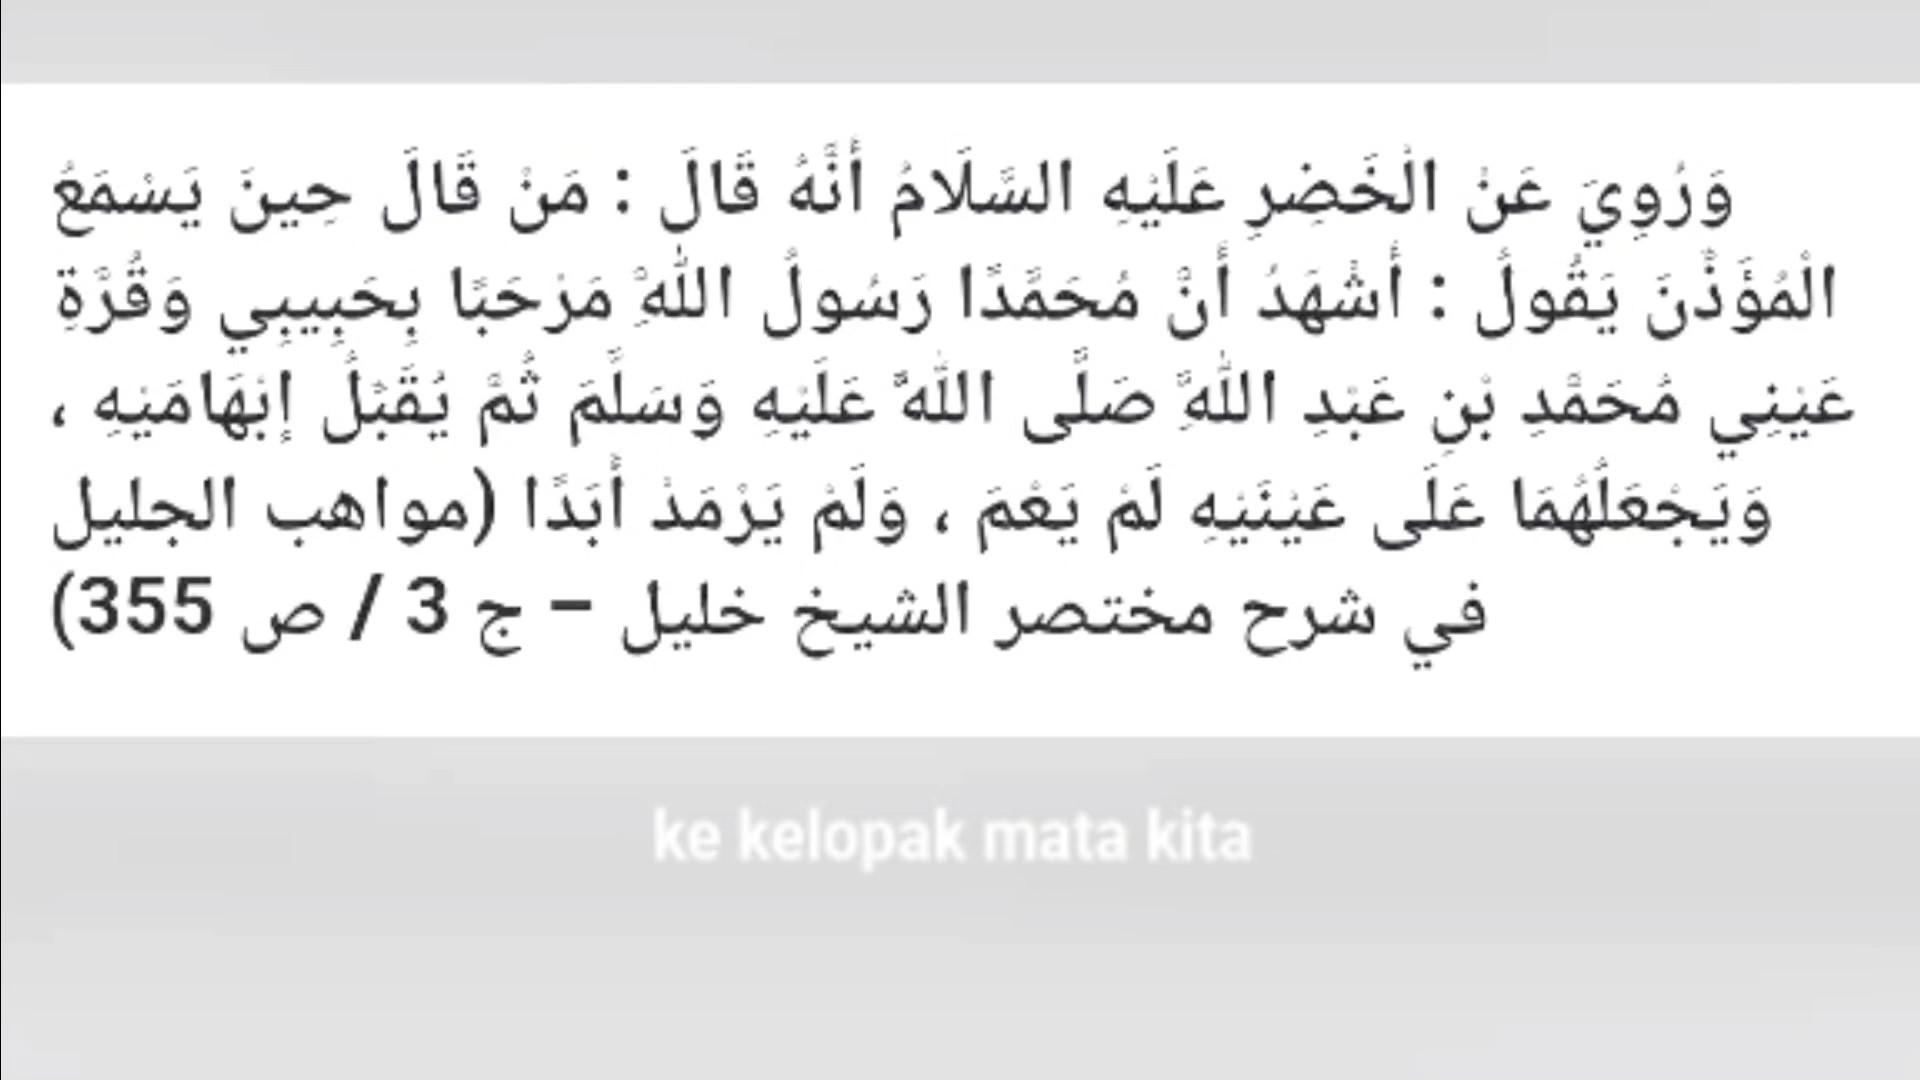 وَرُوِيَ عَنْ الْخَضِرِ عَلَيْهِ السَّلَامُ أَنَّهُ قَالَ : مَنْ قَالَ حِينَ يَسْمَعُ
الْمُؤَذِّنَ يَقُولُ : أَشْهَدُ أَنَّ مُحَمَّدًا رَسُولُ اللَّهِ مَرْحَبًا بِحَبِيبِي وَقُرَّةِ
عَيْنِي مُحَمَّدِ بْنِ عَبْدِ اللَّهِ صَلَّى اللَّهُ عَلَيْهِ وَسَلَّمَ ثُمَّ يُقَبِّلُ إبْهَامَيْهِ ،
وَيَجْعَلُهُمَا عَلَى عَيْنَيْهِ لَمْ يَعْمَ ، وَلَمْ يَرْمَدْ أَبَدًا (مواهب الجليل
في شرح مختصر الشيخ خليل – ج 3 / ص 355)
ke kelopak mata kita